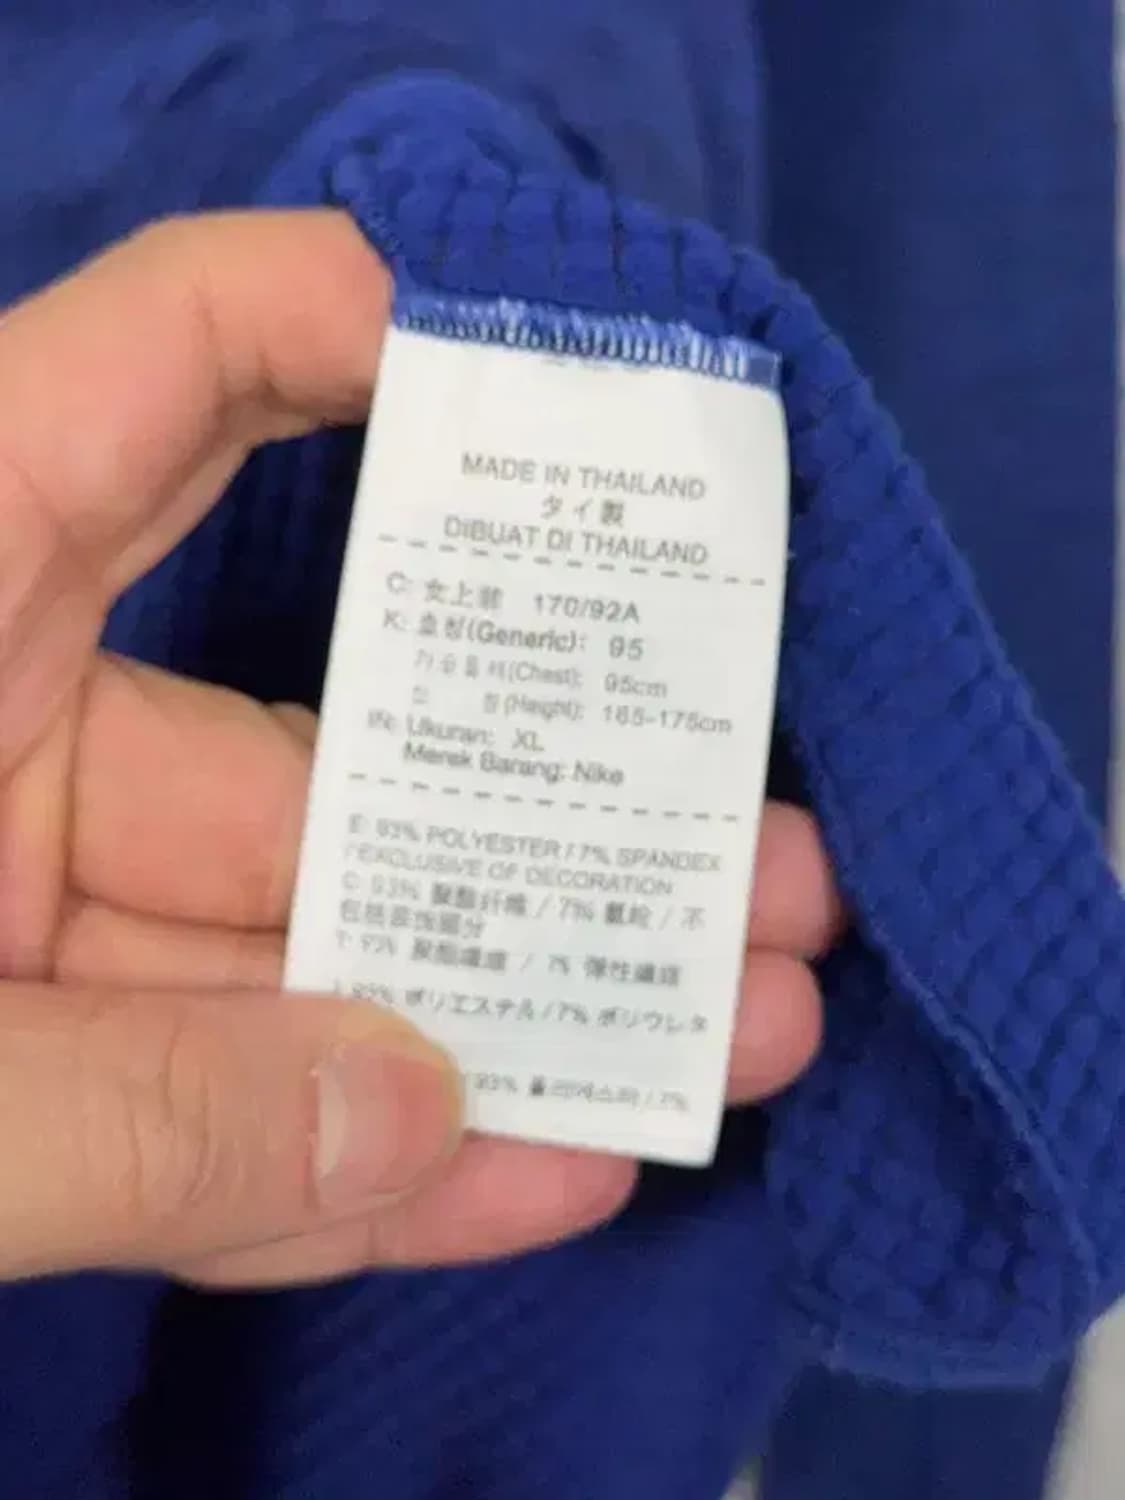 MADE IN THAILAND
タイ製
DIBUAT DI THAILAND
C: 女上装 170/92A
K: 호칭(Generic): 95
가슴둘레(Chest): 95cm
신 장(Height): 165-175cm
IN: Ukuran: XL
Merek Barang: Nike
E: 93% POLYESTER / 7% SPANDEX
/ EXCLUSIVE OF DECORATION
C: 93% 聚酯纤维 / 7% 氨纶 / 不
包括装饰部分
T: 93% 聚酯纖維 / 7% 彈性纖維
J: 93% ポリエステル / 7% ポリウレタ
93% 폴리에스터 / 7%